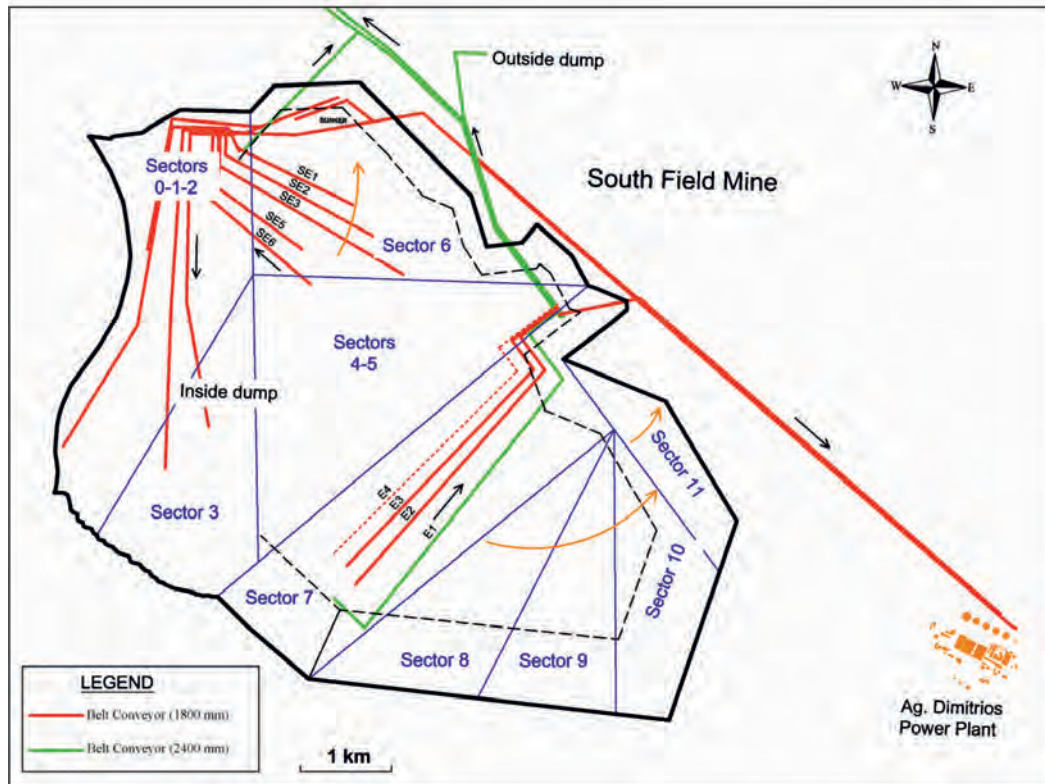 N
W
E
S
Outside dump
BUNKER
South Field Mine
Sectors
0-1-2
SE1
SE2
SE3
SE5
SE6
Sector 6
Sectors
4-5
Inside dump
E4
E3
E2
E1
Sector 11
Sector 3
Sector 10
Sector 7
Sector 8
Sector 9
LEGEND
Belt Conveyor (1800 mm)
Belt Conveyor (2400 mm)
1 km
Ag. Dimitrios
Power Plant